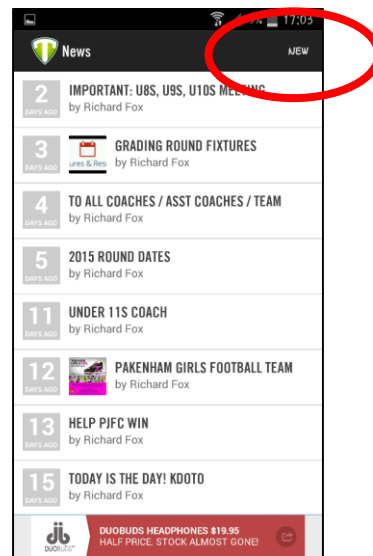 17:03
News
NEW
2
DAYS AGO
IMPORTANT: U8S, U9S, U10S MEETING
by Richard Fox
3
DAYS AGO
ures & Res
GRADING ROUND FIXTURES
by Richard Fox
4
DAYS AGO
TO ALL COACHES / ASST COACHES / TEAM
by Richard Fox
5
DAYS AGO
2015 ROUND DATES
by Richard Fox
11
DAYS AGO
UNDER 11S COACH
by Richard Fox
12
DAYS AGO
PAKENHAM GIRLS FOOTBALL TEAM
by Richard Fox
13
DAYS AGO
HELP PJFC WIN
by Richard Fox
15
DAYS AGO
TODAY IS THE DAY! KDOTO
by Richard Fox
DUOBUDS
DUOBUDS HEADPHONES $19.95
HALF PRICE. STOCK ALMOST GONE!